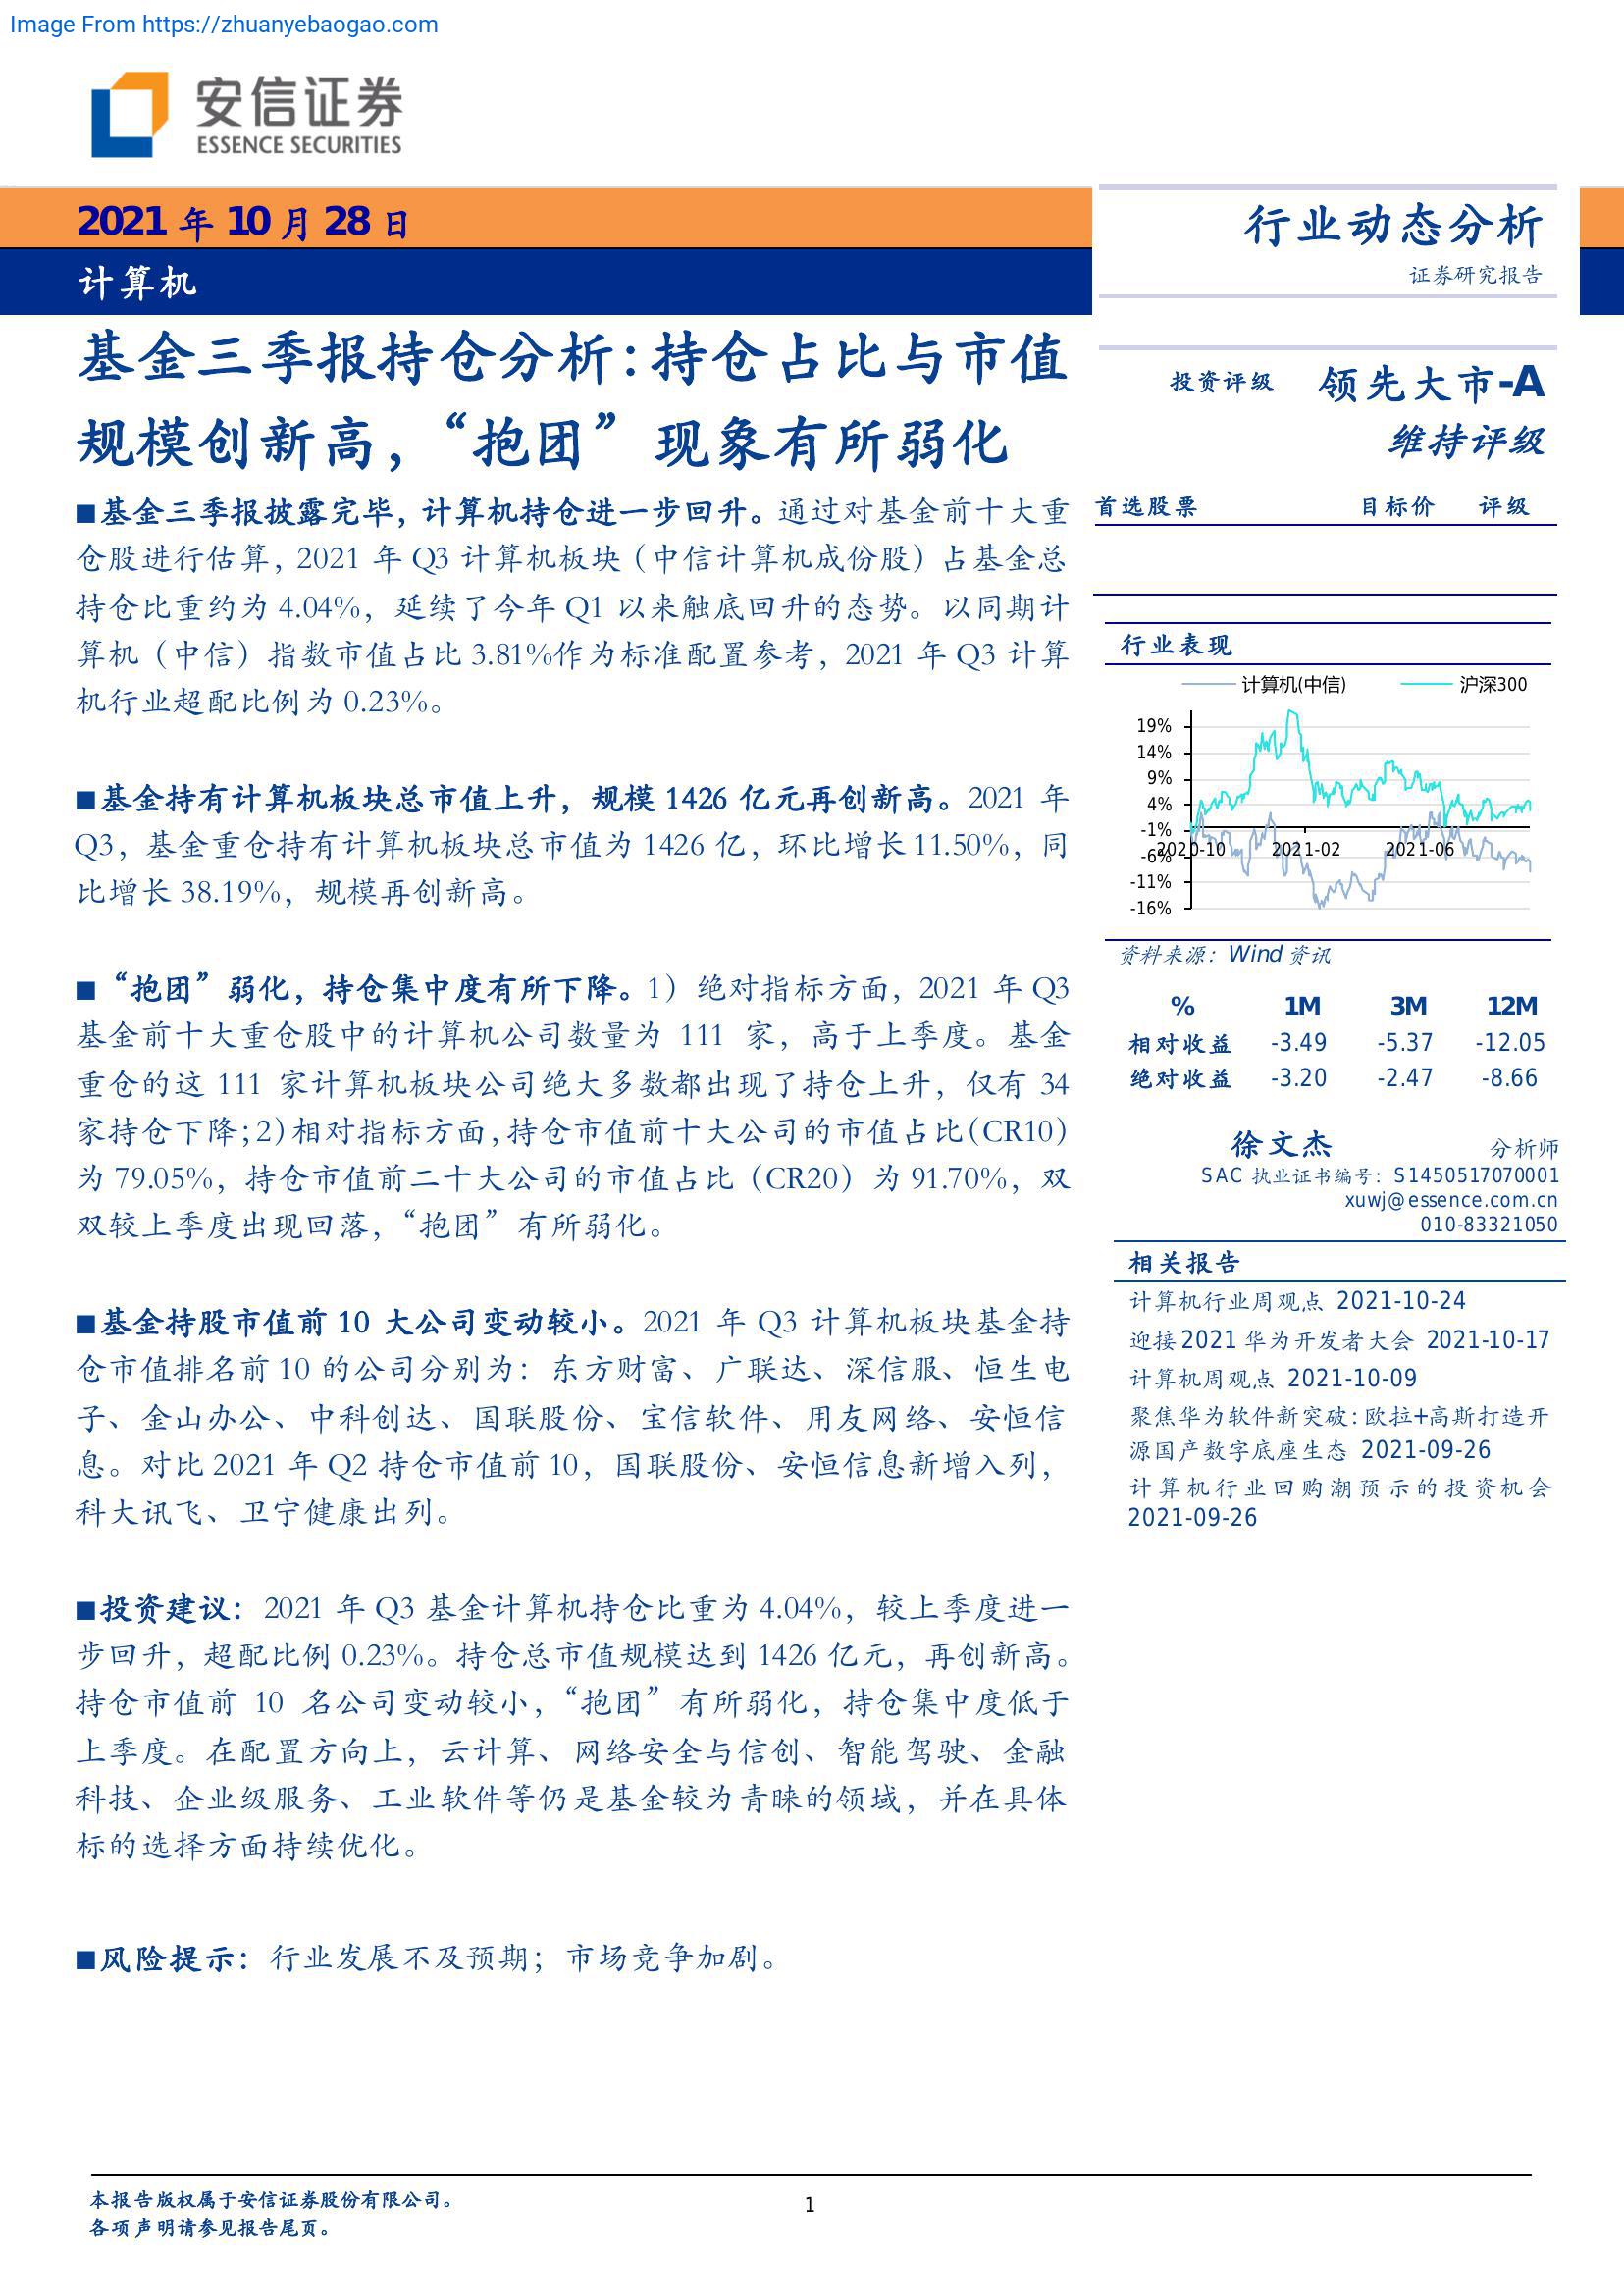 Image From https://zhuanyebaogao.com
安信证券
ESSENCE SECURITIES
2021 年 10 月 28 日
计算机
行业动态分析
证券研究报告
基金三季报持仓分析：持仓占比与市值
规模创新高，“抱团”现象有所弱化
■基金三季报披露完毕，计算机持仓进一步回升。通过对基金前十大重
仓股进行估算，2021 年 Q3 计算机板块（中信计算机成份股）占基金总
持仓比重约为 4.04%，延续了今年 Q1 以来触底回升的态势。以同期计
算机（中信）指数市值占比 3.81%作为标准配置参考，2021 年 Q3 计算
机行业超配比例为 0.23%。
■基金持有计算机板块总市值上升，规模 1426 亿元再创新高。2021 年
Q3，基金重仓持有计算机板块总市值为 1426 亿，环比增长 11.50%，同
比增长 38.19%，规模再创新高。
■“抱团”弱化，持仓集中度有所下降。1）绝对指标方面，2021 年 Q3
基金前十大重仓股中的计算机公司数量为 111 家，高于上季度。基金
重仓的这 111 家计算机板块公司绝大多数都出现了持仓上升，仅有 34
家持仓下降；2）相对指标方面，持仓市值前十大公司的市值占比（CR10）
为 79.05%，持仓市值前二十大公司的市值占比（CR20）为 91.70%，双
双较上季度出现回落，“抱团”有所弱化。
■基金持股市值前 10 大公司变动较小。2021 年 Q3 计算机板块基金持
仓市值排名前 10 的公司分别为：东方财富、广联达、深信服、恒生电
子、金山办公、中科创达、国联股份、宝信软件、用友网络、安恒信
息。对比 2021 年 Q2 持仓市值前 10，国联股份、安恒信息新增入列，
科大讯飞、卫宁健康出列。
■投资建议：2021 年 Q3 基金计算机持仓比重为 4.04%，较上季度进一
步回升，超配比例 0.23%。持仓总市值规模达到 1426 亿元，再创新高。
持仓市值前 10 名公司变动较小，“抱团”有所弱化，持仓集中度低于
上季度。在配置方向上，云计算、网络安全与信创、智能驾驶、金融
科技、企业级服务、工业软件等仍是基金较为青睐的领域，并在具体
标的选择方面持续优化。
■风险提示：行业发展不及预期；市场竞争加剧。
投资评级 领先大市-A
维持评级
首选股票 目标价 评级
行业表现
计算机(中信) 沪深300
19%
14%
9%
4%
-1%
-6%
-11%
-16%
2020-10 2021-02 2021-06
资料来源：Wind 资讯
% 1M 3M 12M
相对收益 -3.49 -5.37 -12.05
绝对收益 -3.20 -2.47 -8.66
徐文杰 分析师
SAC 执业证书编号：S1450517070001
xuwj@essence.com.cn
010-83321050
相关报告
计算机行业周观点 2021-10-24
迎接 2021 华为开发者大会 2021-10-17
计算机周观点 2021-10-09
聚焦华为软件新突破：欧拉+高斯打造开
源国产数字底座生态 2021-09-26
计算机行业回购潮预示的投资机会
2021-09-26
本报告版权属于安信证券股份有限公司。
各项声明请参见报告尾页。
1